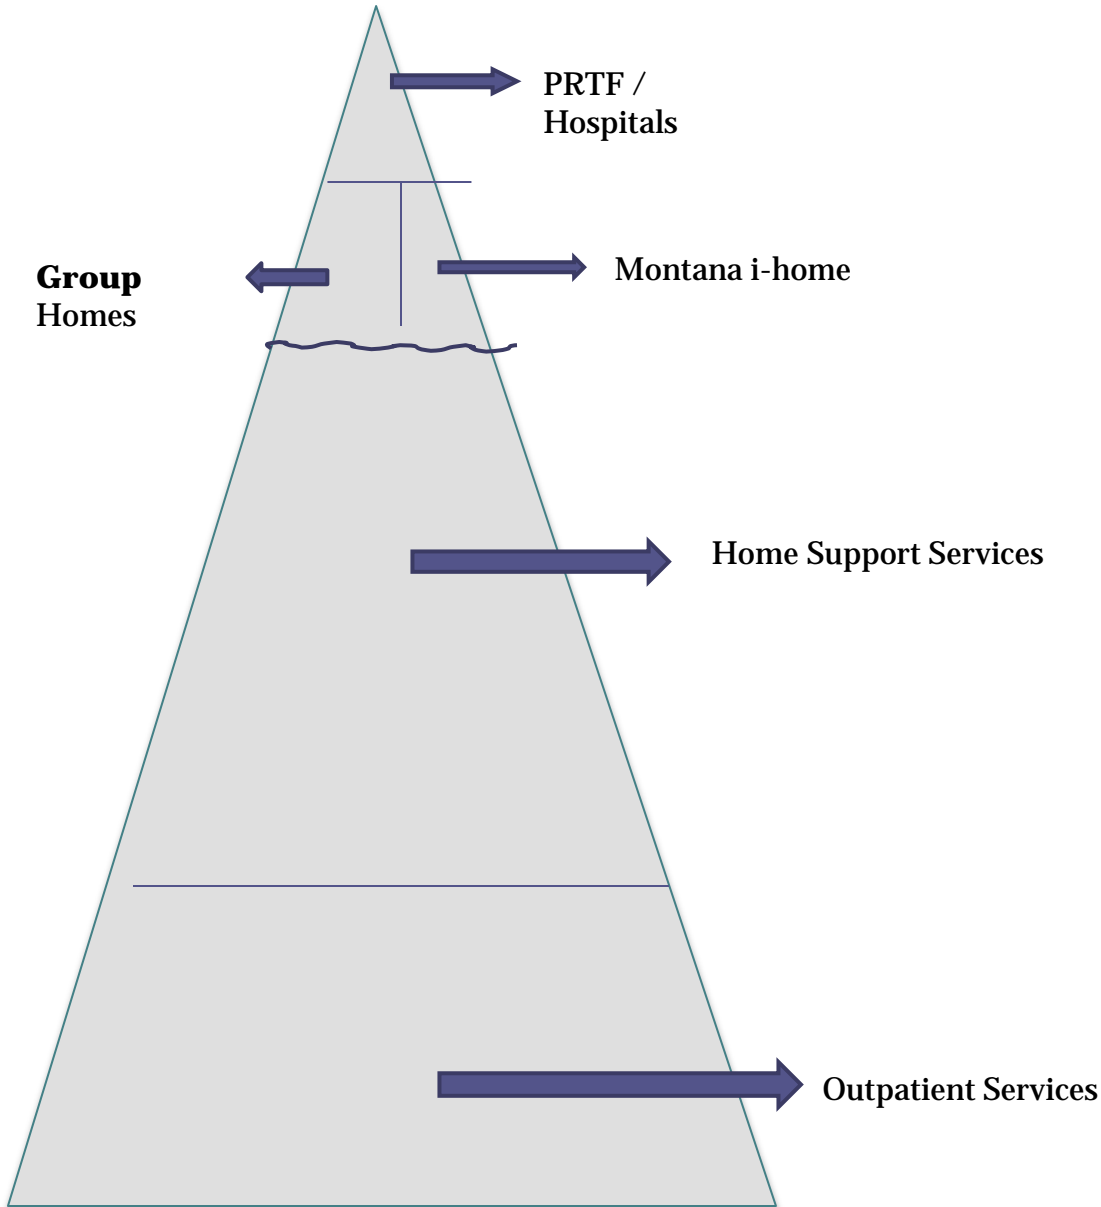 PRTF /
Hospitals
Group
Homes
Montana i-home
Home Support Services
Outpatient Services